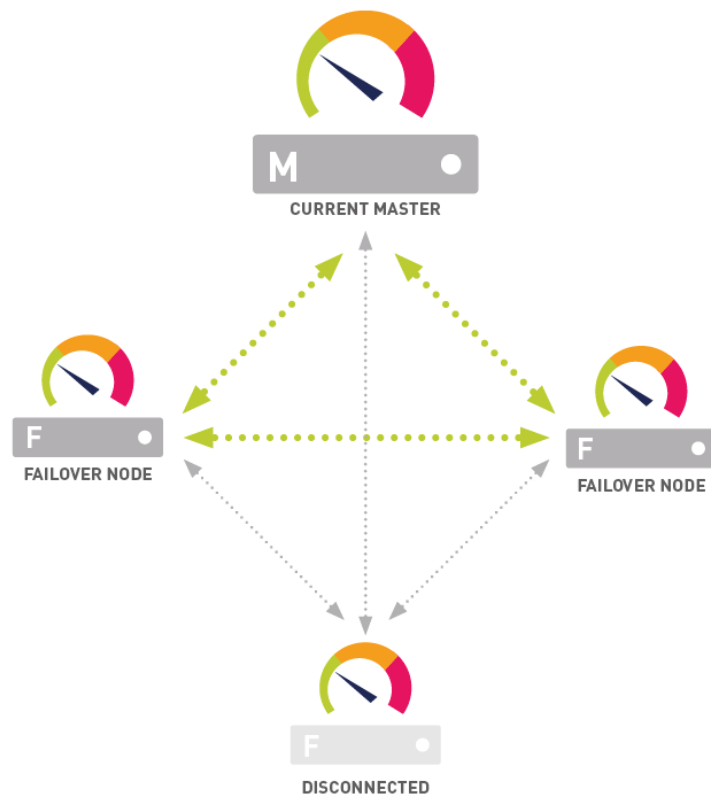 M
CURRENT MASTER
F
FAILOVER NODE
F
FAILOVER NODE
F
DISCONNECTED